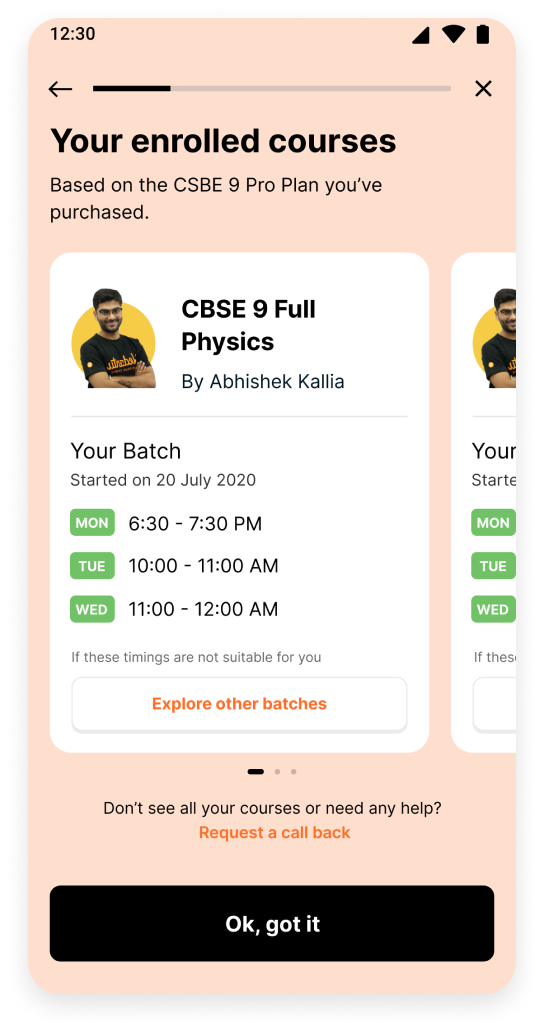 12:30
Your enrolled courses
Based on the CSBE 9 Pro Plan you’ve
purchased.
CBSE 9 Full
Physics
By Abhishek Kallia
Your Batch
Started on 20 July 2020
MON 6:30 - 7:30 PM
TUE 10:00 - 11:00 AM
WED 11:00 - 12:00 AM
If these timings are not suitable for you
Explore other batches
Your
Starte
MON
TUE
WED
If thes
Don’t see all your courses or need any help?
Request a call back
Ok, got it